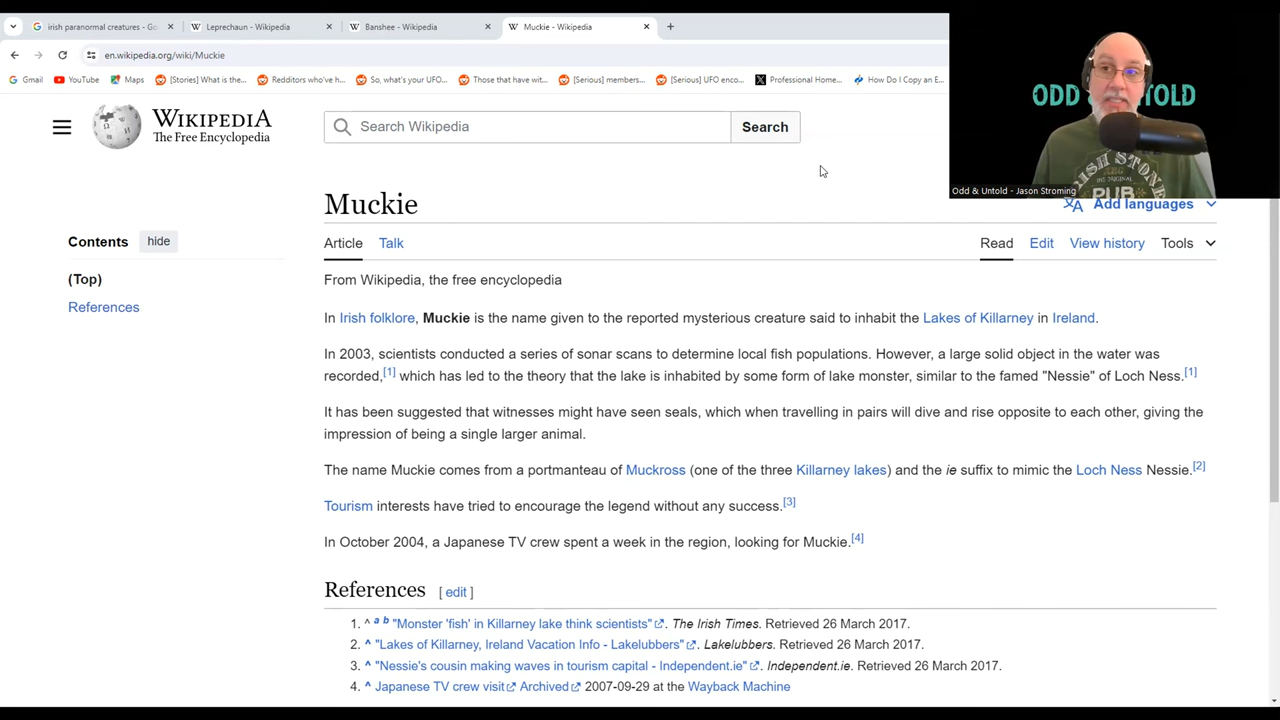 irish paranormal creatures - Go
Leprechaun - Wikipedia
Banshee - Wikipedia
Muckie - Wikipedia
en.wikipedia.org/wiki/Muckie
Gmail
YouTube
Maps
[Stories] What is the...
Redditors who've h...
So, what's your UFO...
Those that have wit...
[Serious] members...
[Serious] UFO enco...
Professional Home...
How Do I Copy an E...
ODD & UNTOLD
IRISH STONE
THE ORIGINAL
PUB
Odd & Untold - Jason Stroming
WIKIPEDIA
The Free Encyclopedia
Search Wikipedia
Search
Muckie
Add languages
Contents hide
(Top)
References
Article Talk
Read Edit View history Tools
From Wikipedia, the free encyclopedia
In Irish folklore, Muckie is the name given to the reported mysterious creature said to inhabit the Lakes of Killarney in Ireland.
In 2003, scientists conducted a series of sonar scans to determine local fish populations. However, a large solid object in the water was
recorded,[1] which has led to the theory that the lake is inhabited by some form of lake monster, similar to the famed "Nessie" of Loch Ness.[1]
It has been suggested that witnesses might have seen seals, which when travelling in pairs will dive and rise opposite to each other, giving the
impression of being a single larger animal.
The name Muckie comes from a portmanteau of Muckross (one of the three Killarney lakes) and the ie suffix to mimic the Loch Ness Nessie.[2]
Tourism interests have tried to encourage the legend without any success.[3]
In October 2004, a Japanese TV crew spent a week in the region, looking for Muckie.[4]
References [ edit ]
1. ^ a b "Monster 'fish' in Killarney lake think scientists". The Irish Times. Retrieved 26 March 2017.
2. ^ "Lakes of Killarney, Ireland Vacation Info - Lakelubbers". Lakelubbers. Retrieved 26 March 2017.
3. ^ "Nessie's cousin making waves in tourism capital - Independent.ie". Independent.ie. Retrieved 26 March 2017.
4. ^ Japanese TV crew visit Archived 2007-09-29 at the Wayback Machine